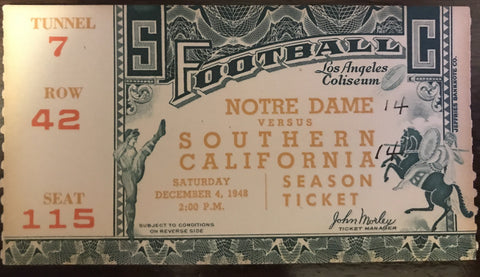 TUNNEL
7
ROW
42
SEAT
115
S C
FOOTBALL
Los Angeles
Coliseum
NOTRE DAME
14
VERSUS
SOUTHERN
CALIFORNIA
14
SATURDAY
DECEMBER 4, 1948
2:00 P.M.
SEASON
TICKET
SUBJECT TO CONDITIONS
ON REVERSE SIDE
John Morley
TICKET MANAGER
JEFFRIES BANKNOTE CO.